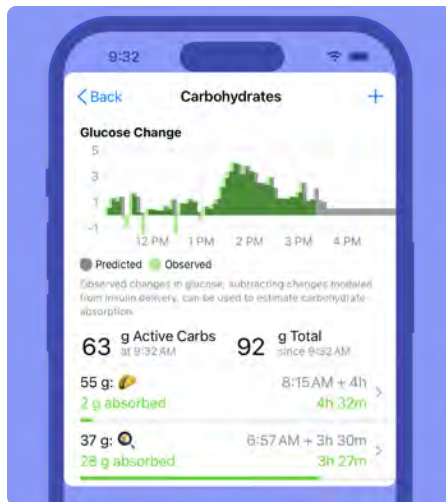 9:32
Back
Carbohydrates
+
Glucose Change
5
3
1
-1
12 PM 1 PM 2 PM 3 PM 4 PM
Predicted Observed
Observed changes in glucose, subtracting changes modeled
from insulin delivery, can be used to estimate carbohydrate
absorption.
63 g Active Carbs
at 9:32 AM
92 g Total
since 9:32 AM
55 g: 🌮 8:15 AM + 4h
2 g absorbed 4h 32m
37 g: 🍳 6:57 AM + 3h 30m
28 g absorbed 3h 27m